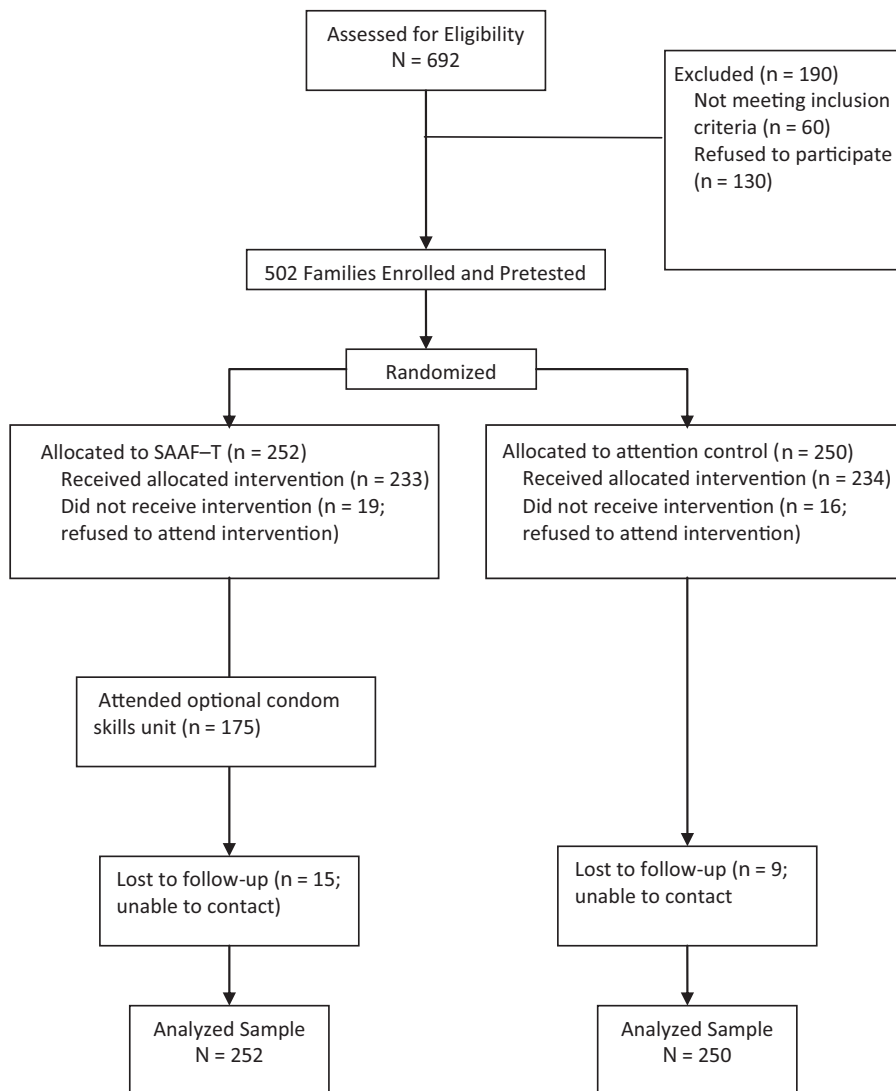 Assessed for Eligibility
N = 692
Excluded (n = 190)
Not meeting inclusion
criteria (n = 60)
Refused to participate
(n = 130)
502 Families Enrolled and Pretested
Randomized
Allocated to SAAF–T (n = 252)
Received allocated intervention (n = 233)
Did not receive intervention (n = 19;
refused to attend intervention)
Allocated to attention control (n = 250)
Received allocated intervention (n = 234)
Did not receive intervention (n = 16;
refused to attend intervention)
Attended optional condom
skills unit (n = 175)
Lost to follow-up (n = 15;
unable to contact)
Lost to follow-up (n = 9;
unable to contact
Analyzed Sample
N = 252
Analyzed Sample
N = 250